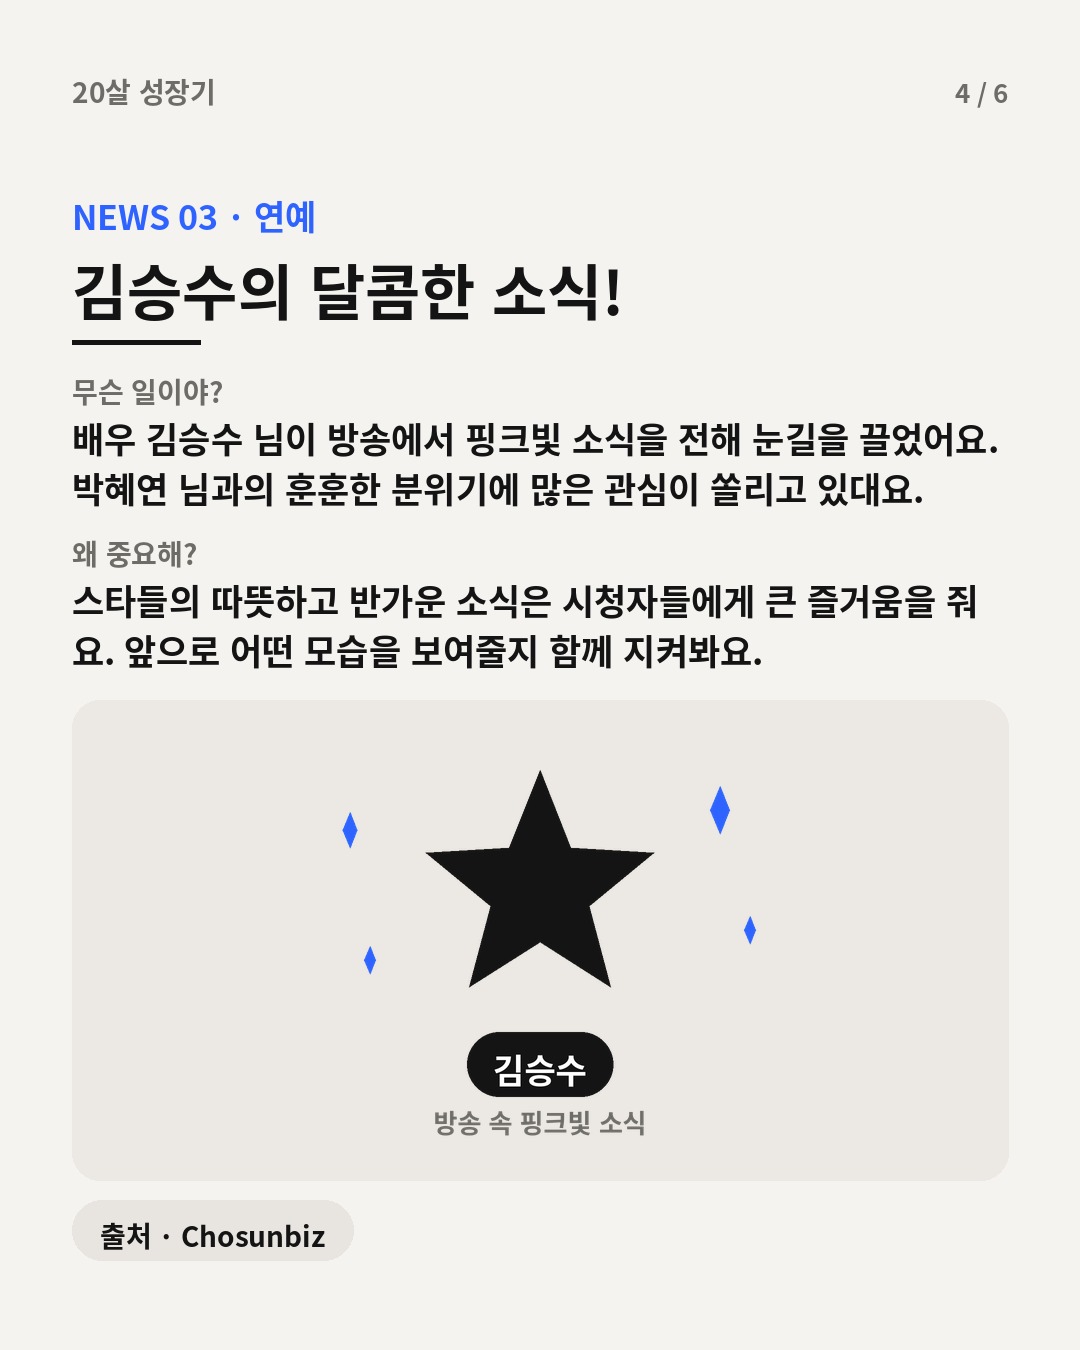 20살 성장기
4 / 6
NEWS 03 · 연예
김승수의 달콤한 소식!
무슨 일이야?
배우 김승수 님이 방송에서 핑크빛 소식을 전해 눈길을 끌었어요.
박혜연 님과의 훈훈한 분위기에 많은 관심이 쏠리고 있대요.
왜 중요해?
스타들의 따뜻하고 반가운 소식은 시청자들에게 큰 즐거움을 줘
요. 앞으로 어떤 모습을 보여줄지 함께 지켜봐요.
김승수
방송 속 핑크빛 소식
출처 · Chosunbiz